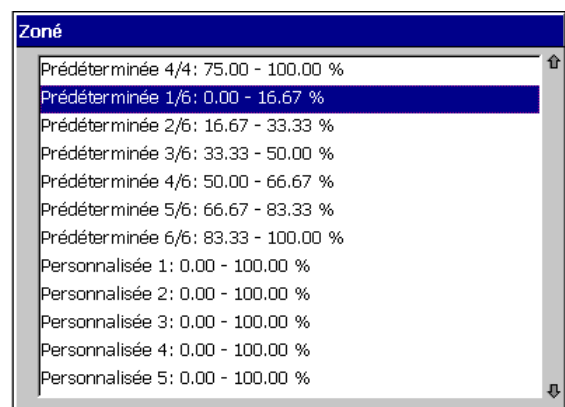 Zoné
Prédéterminée 4/4: 75.00 - 100.00 %
Prédéterminée 1/6: 0.00 - 16.67 %
Prédéterminée 2/6: 16.67 - 33.33 %
Prédéterminée 3/6: 33.33 - 50.00 %
Prédéterminée 4/6: 50.00 - 66.67 %
Prédéterminée 5/6: 66.67 - 83.33 %
Prédéterminée 6/6: 83.33 - 100.00 %
Personnalisée 1: 0.00 - 100.00 %
Personnalisée 2: 0.00 - 100.00 %
Personnalisée 3: 0.00 - 100.00 %
Personnalisée 4: 0.00 - 100.00 %
Personnalisée 5: 0.00 - 100.00 %